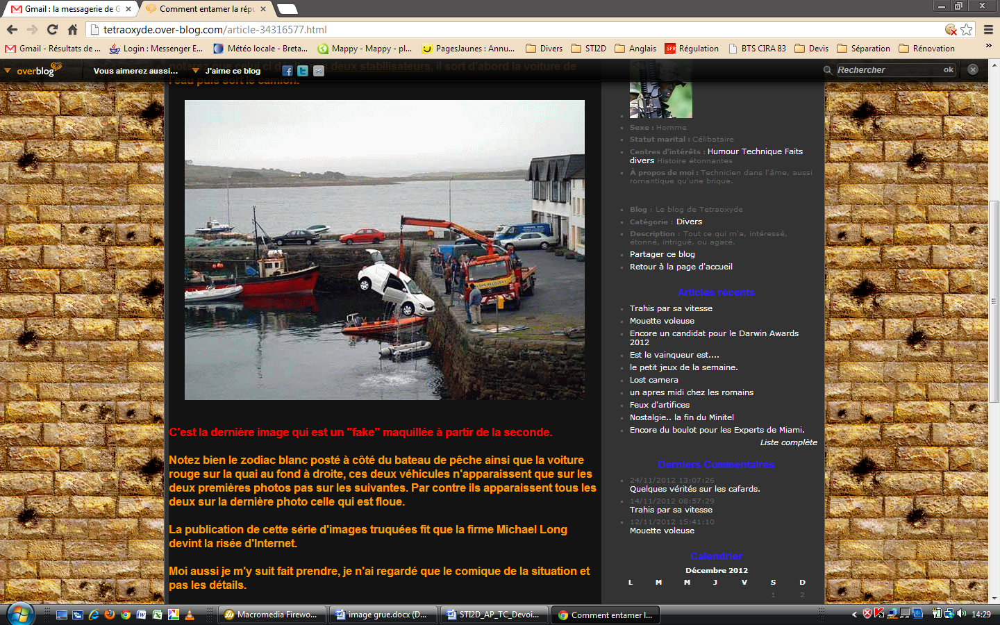 Gmail : la messagerie de G
Comment entamer la répu
tetraoxyde.over-blog.com/article-34316577.html
Gmail - Résultats de ...
Login : Messenger E...
Météo locale - Breta...
Mappy - Mappy - pl...
PagesJaunes : Annu...
Divers
STI2D
Anglais
SFR
Régulation
BTS CIRA 83
Devis
Séparation
Rénovation
overblog
Vous aimerez aussi...
J'aime ce blog
Rechercher
ok
deux stabilisateurs, il sort d'abord la voiture de
l'eau puis sort le camion.
C'est la dernière image qui est un "fake" maquillée à partir de la seconde.
Notez bien le zodiac blanc posté à côté du bateau de pêche ainsi que la voiture
rouge sur la quai au fond à droite, ces deux véhicules n'apparaissent que sur les
deux premières photos pas sur les suivantes. Par contre ils apparaissent tous les
deux sur la dernière photo celle qui est floue.
La publication de cette série d'images truquées fit que la firme Michael Long
devint la risée d'Internet.
Moi aussi je m'y suit fait prendre, je n'ai regardé que le comique de la situation et
pas les détails.
Sexe : Homme
Statut marital : Célibataire
Centres d'intérêts : Humour Technique Faits
divers Histoire étonnantes
À propos de moi : Technicien dans l'âme, aussi
romantique qu'une brique.
Blog : Le blog de Tetraoxyde
Catégorie : Divers
Description : Tout ce qui m'a, intéressé,
étonné, intrigué, ou agacé.
Partager ce blog
Retour à la page d'accueil
Articles récents
Trahis par sa vitesse
Mouette voleuse
Encore un candidat pour le Darwin Awards
2012
Est le vainqueur est....
le petit jeux de la semaine.
Lost camera
un apres midi chez les romains
Feux d'artifices
Nostalgie.. la fin du Minitel
Encore du boulot pour les Experts de Miami.
Liste complète
Derniers Commentaires
24/11/2012 13:07:26
Quelques vérités sur les cafards.
14/11/2012 08:57:29
Trahis par sa vitesse
12/11/2012 15:41:10
Mouette voleuse
Calendrier
Décembre 2012
L M M J V S D
1 2
Macromedia Firewo...
image grue.docx (D...
STI2D_AP_TC_Devoi...
Comment entamer l...
14:29